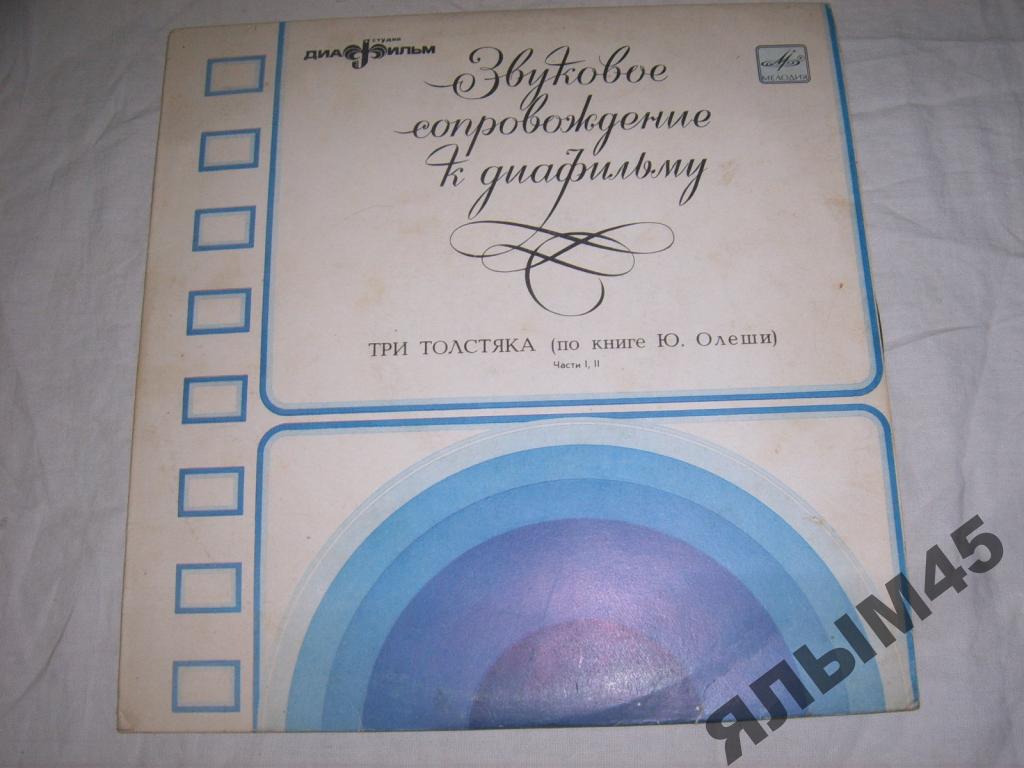 студия
ДИАФИЛЬМ
МЕЛОДИЯ
Звуковое
сопровождение
к диафильму
ТРИ ТОЛСТЯКА (по книге Ю. Олеши)
Части I, II
ЯЛЫМ45